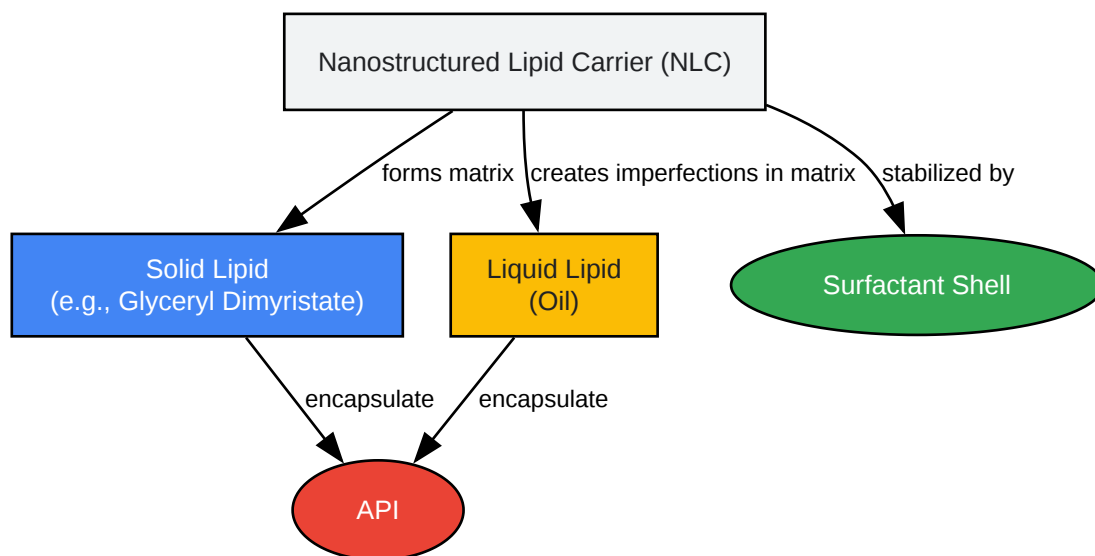 Nanostructured Lipid Carrier (NLC)
forms matrix
creates imperfections in matrix
stabilized by
Solid Lipid
(e.g., Glyceryl Dimyristate)
Liquid Lipid
(Oil)
Surfactant Shell
encapsulate
encapsulate
API